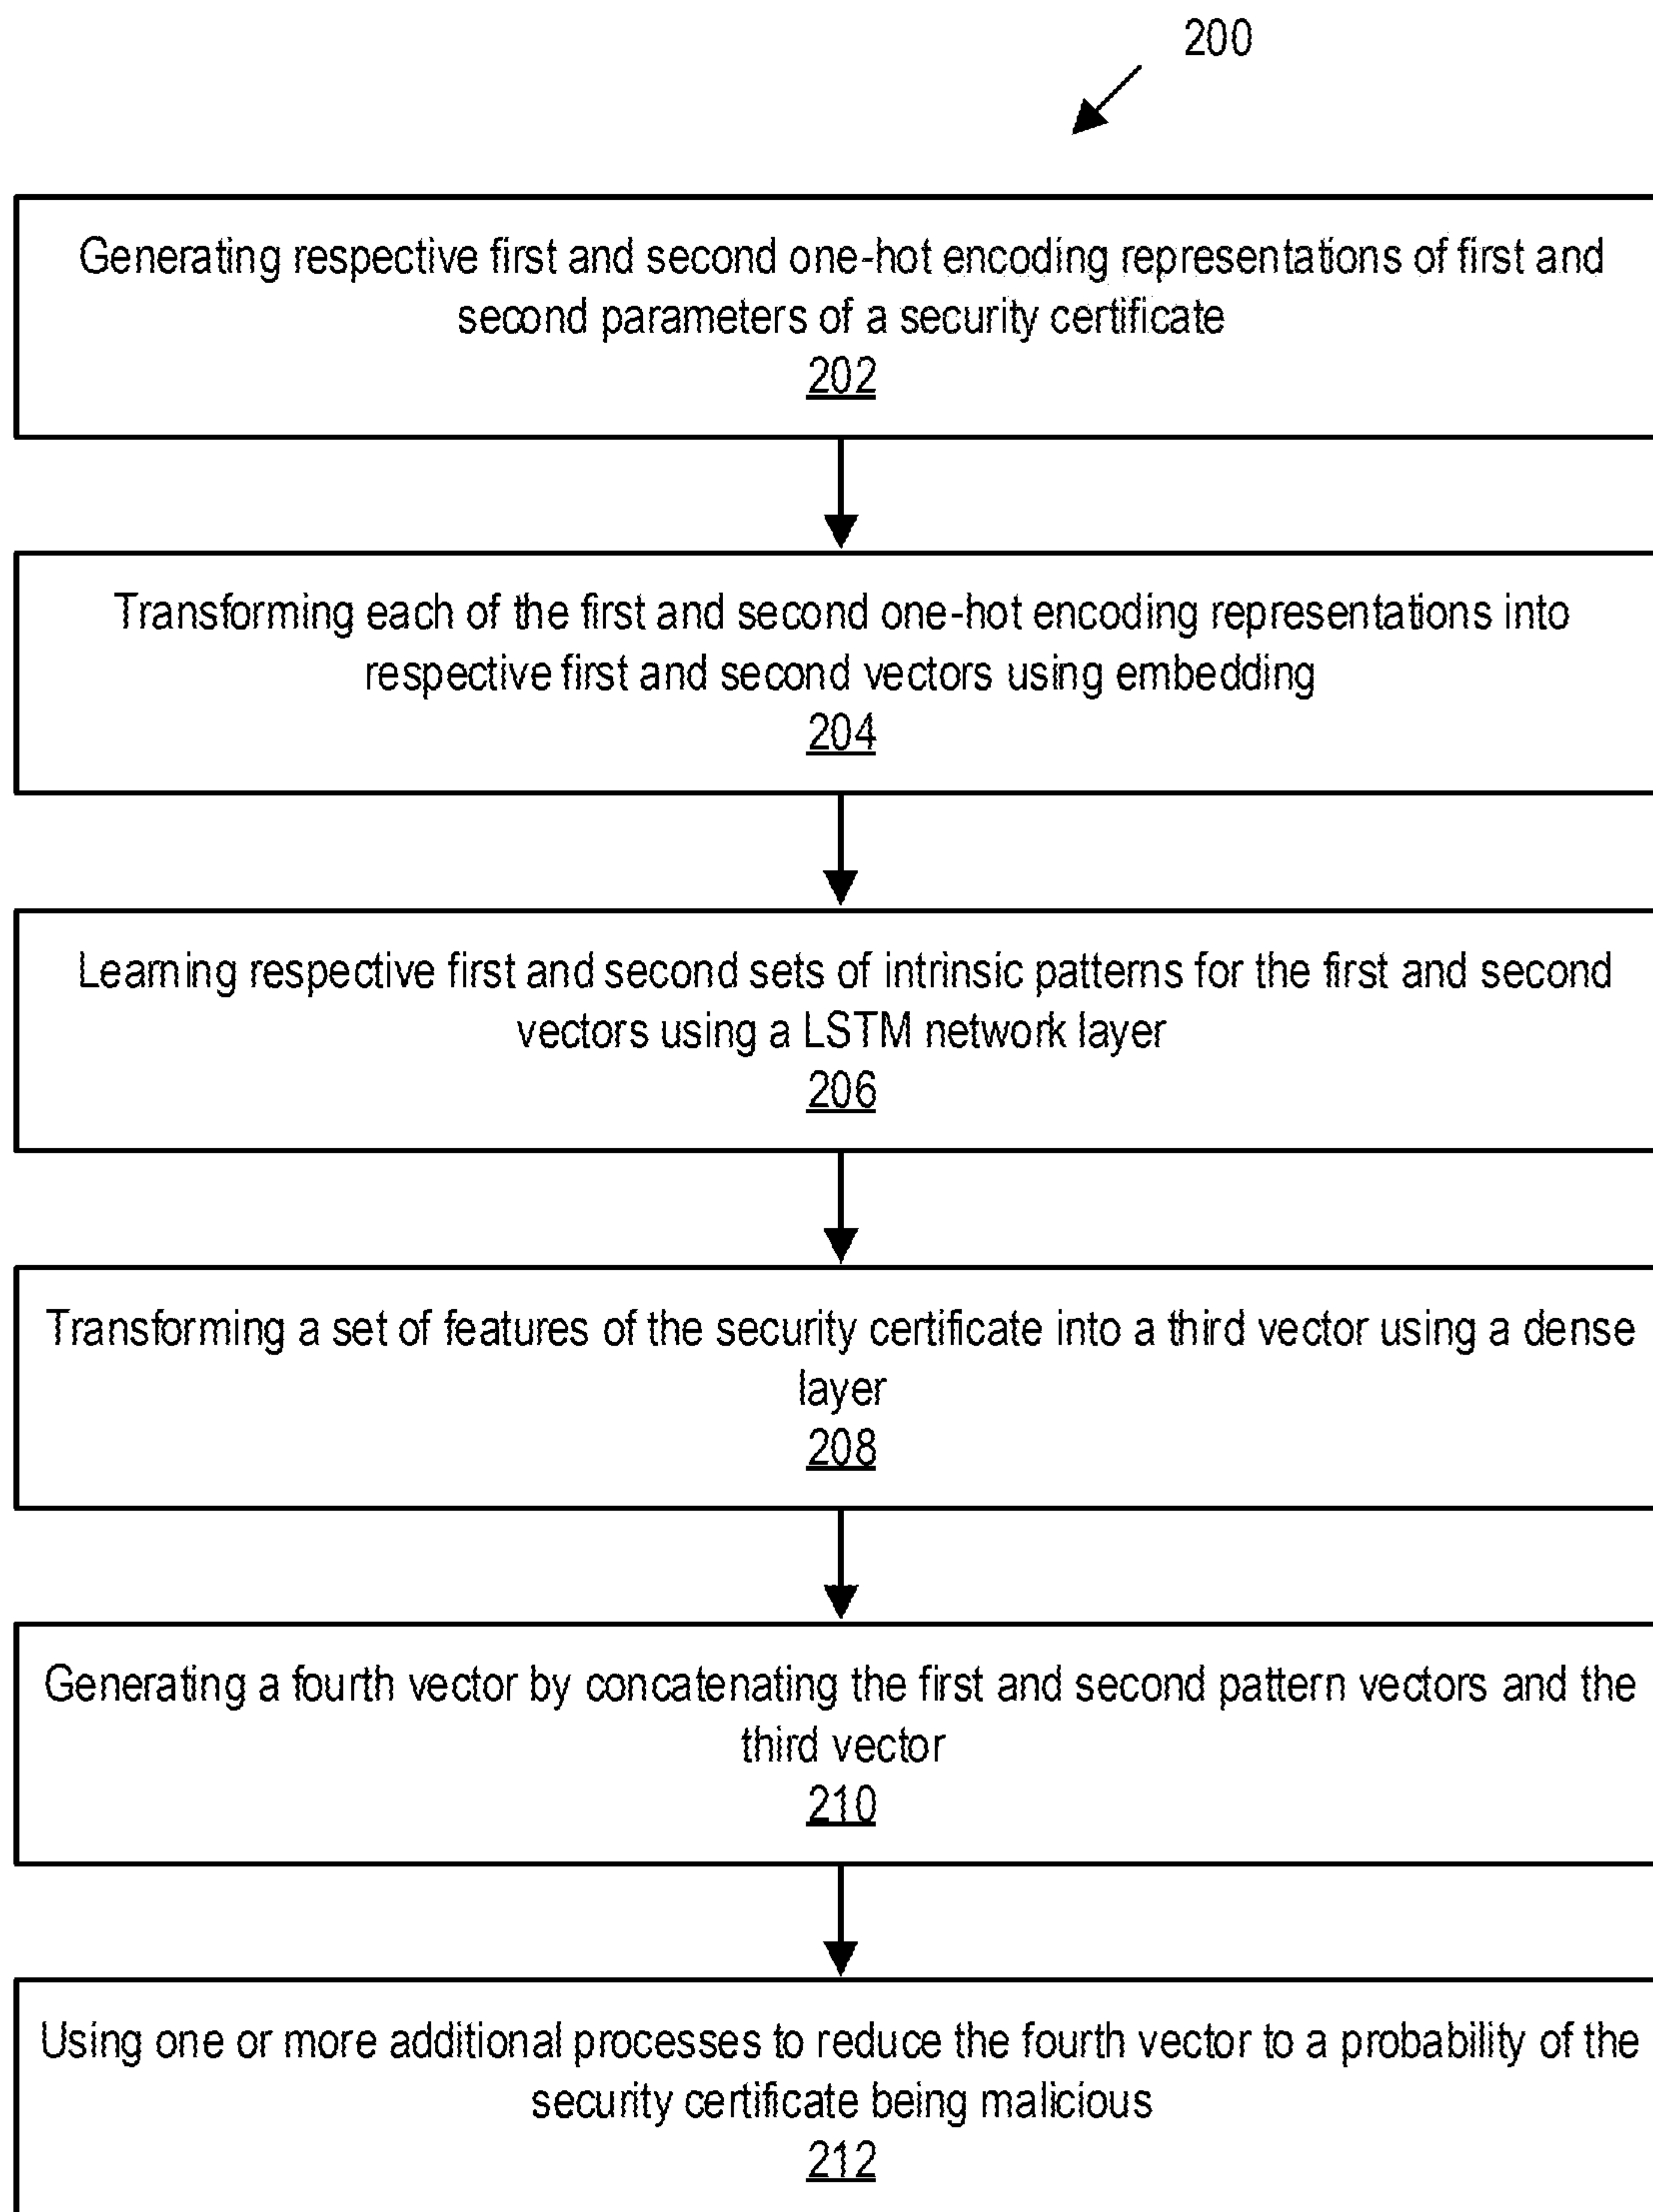 200
Generating respective first and second one-hot encoding representations of first and
second parameters of a security certificate
202
Transforming each of the first and second one-hot encoding representations into
respective first and second vectors using embedding
204
Learning respective first and second sets of intrinsic patterns for the first and second
vectors using a LSTM network layer
206
Transforming a set of features of the security certificate into a third vector using a dense
layer
208
Generating a fourth vector by concatenating the first and second pattern vectors and the
third vector
210
Using one or more additional processes to reduce the fourth vector to a probability of the
security certificate being malicious
212